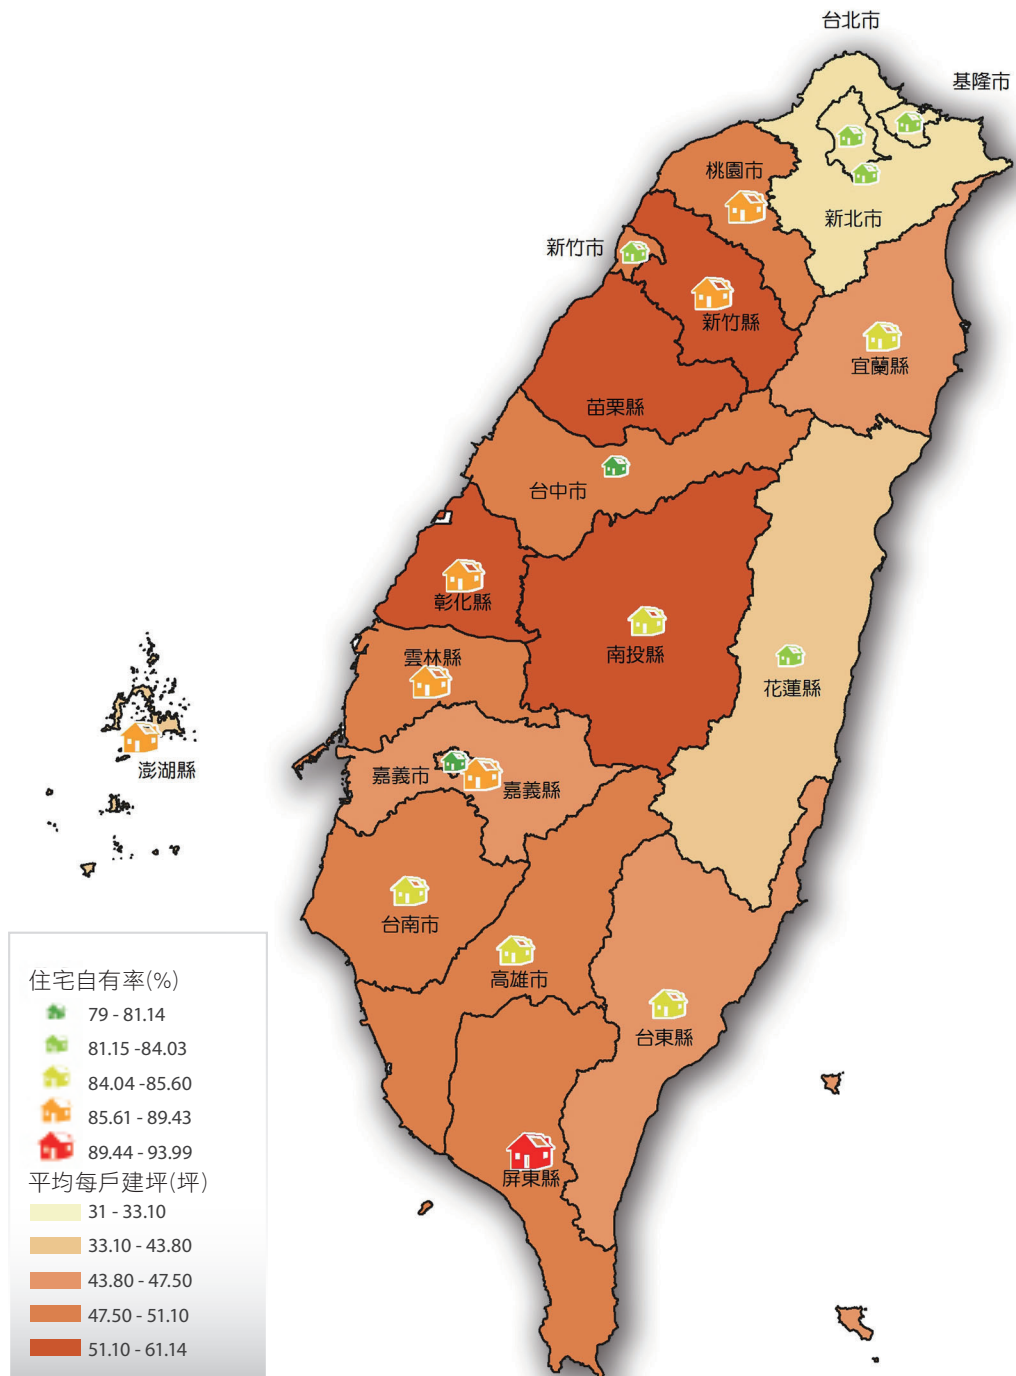 台北市
基隆市
桃園市
新北市
新竹市
新竹縣
宜蘭縣
苗栗縣
台中市
彰化縣
南投縣
雲林縣
花蓮縣
澎湖縣
嘉義市
嘉義縣
台南市
高雄市
台東縣
屏東縣
住宅自有率(%)
79 - 81.14
81.15 -84.03
84.04 -85.60
85.61 - 89.43
89.44 - 93.99
平均每戶建坪(坪)
31 - 33.10
33.10 - 43.80
43.80 - 47.50
47.50 - 51.10
51.10 - 61.14